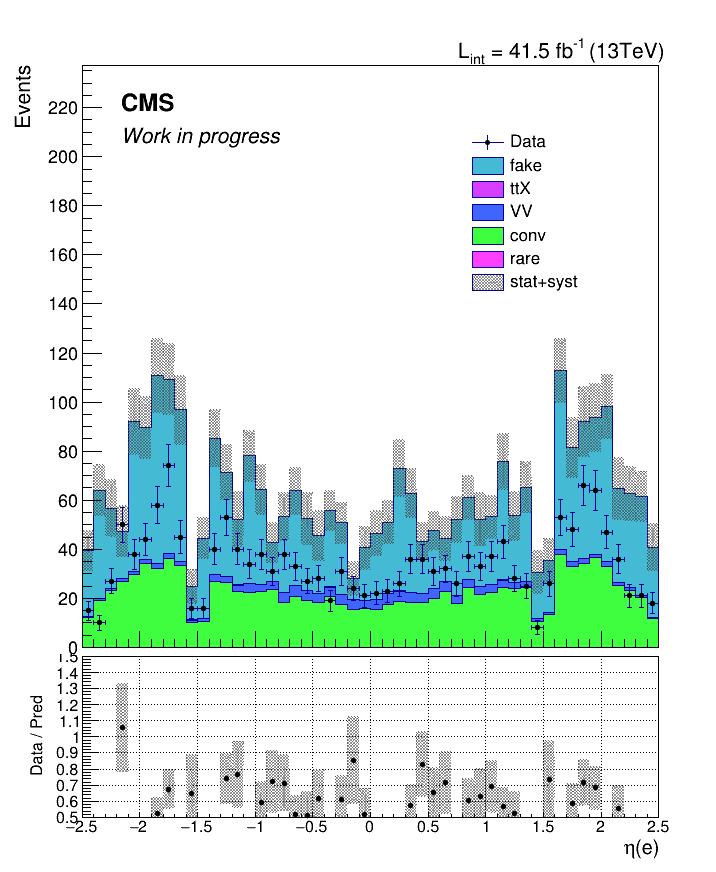 L_int = 41.5 fb^-1 (13TeV)
Events
CMS
Work in progress
Data
fake
ttX
VV
conv
rare
stat+syst
220
200
180
160
140
120
100
80
60
40
20
0
Data / Pred
1.5
1.4
1.3
1.2
1.1
1
0.9
0.8
0.7
0.6
0.5
−2.5 −2 −1.5 −1 −0.5 0 0.5 1 1.5 2 2.5
η(e)